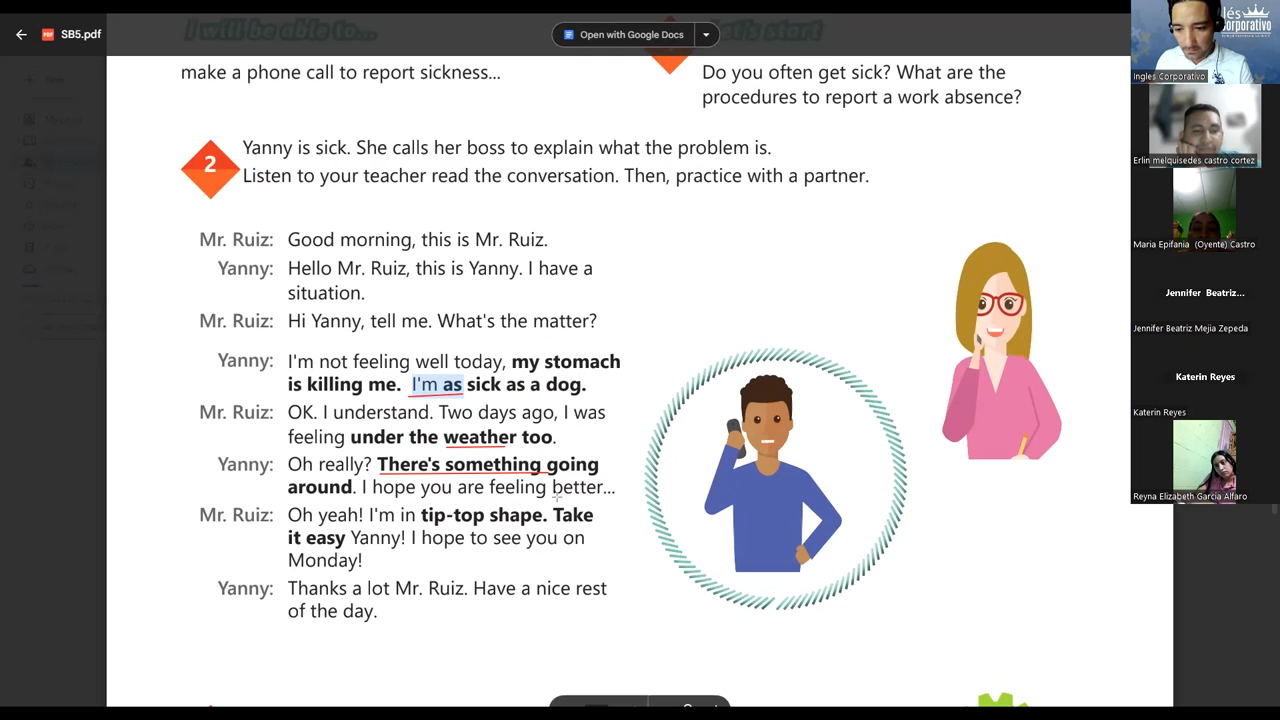 SB5.pdf
Open with Google Docs
I will be able to...
Let's start
make a phone call to report sickness...
Do you often get sick? What are the
procedures to report a work absence?
2
Yanny is sick. She calls her boss to explain what the problem is.
Listen to your teacher read the conversation. Then, practice with a partner.
Mr. Ruiz: Good morning, this is Mr. Ruiz.
Yanny: Hello Mr. Ruiz, this is Yanny. I have a
situation.
Mr. Ruiz: Hi Yanny, tell me. What's the matter?
Yanny: I'm not feeling well today, my stomach
is killing me. I'm as sick as a dog.
Mr. Ruiz: OK. I understand. Two days ago, I was
feeling under the weather too.
Yanny: Oh really? There's something going
around. I hope you are feeling better...
Mr. Ruiz: Oh yeah! I'm in tip-top shape. Take
it easy Yanny! I hope to see you on
Monday!
Yanny: Thanks a lot Mr. Ruiz. Have a nice rest
of the day.
lés
Corporativo
Ingles Corporativo
Erlin melquisedes castro cortez
Maria Epifania (Oyente) Castro
Jennifer Beatriz...
Jennifer Beatriz Mejia Zepeda
Katerin Reyes
Katerin Reyes
Reyna Elizabeth Garcia Alfaro